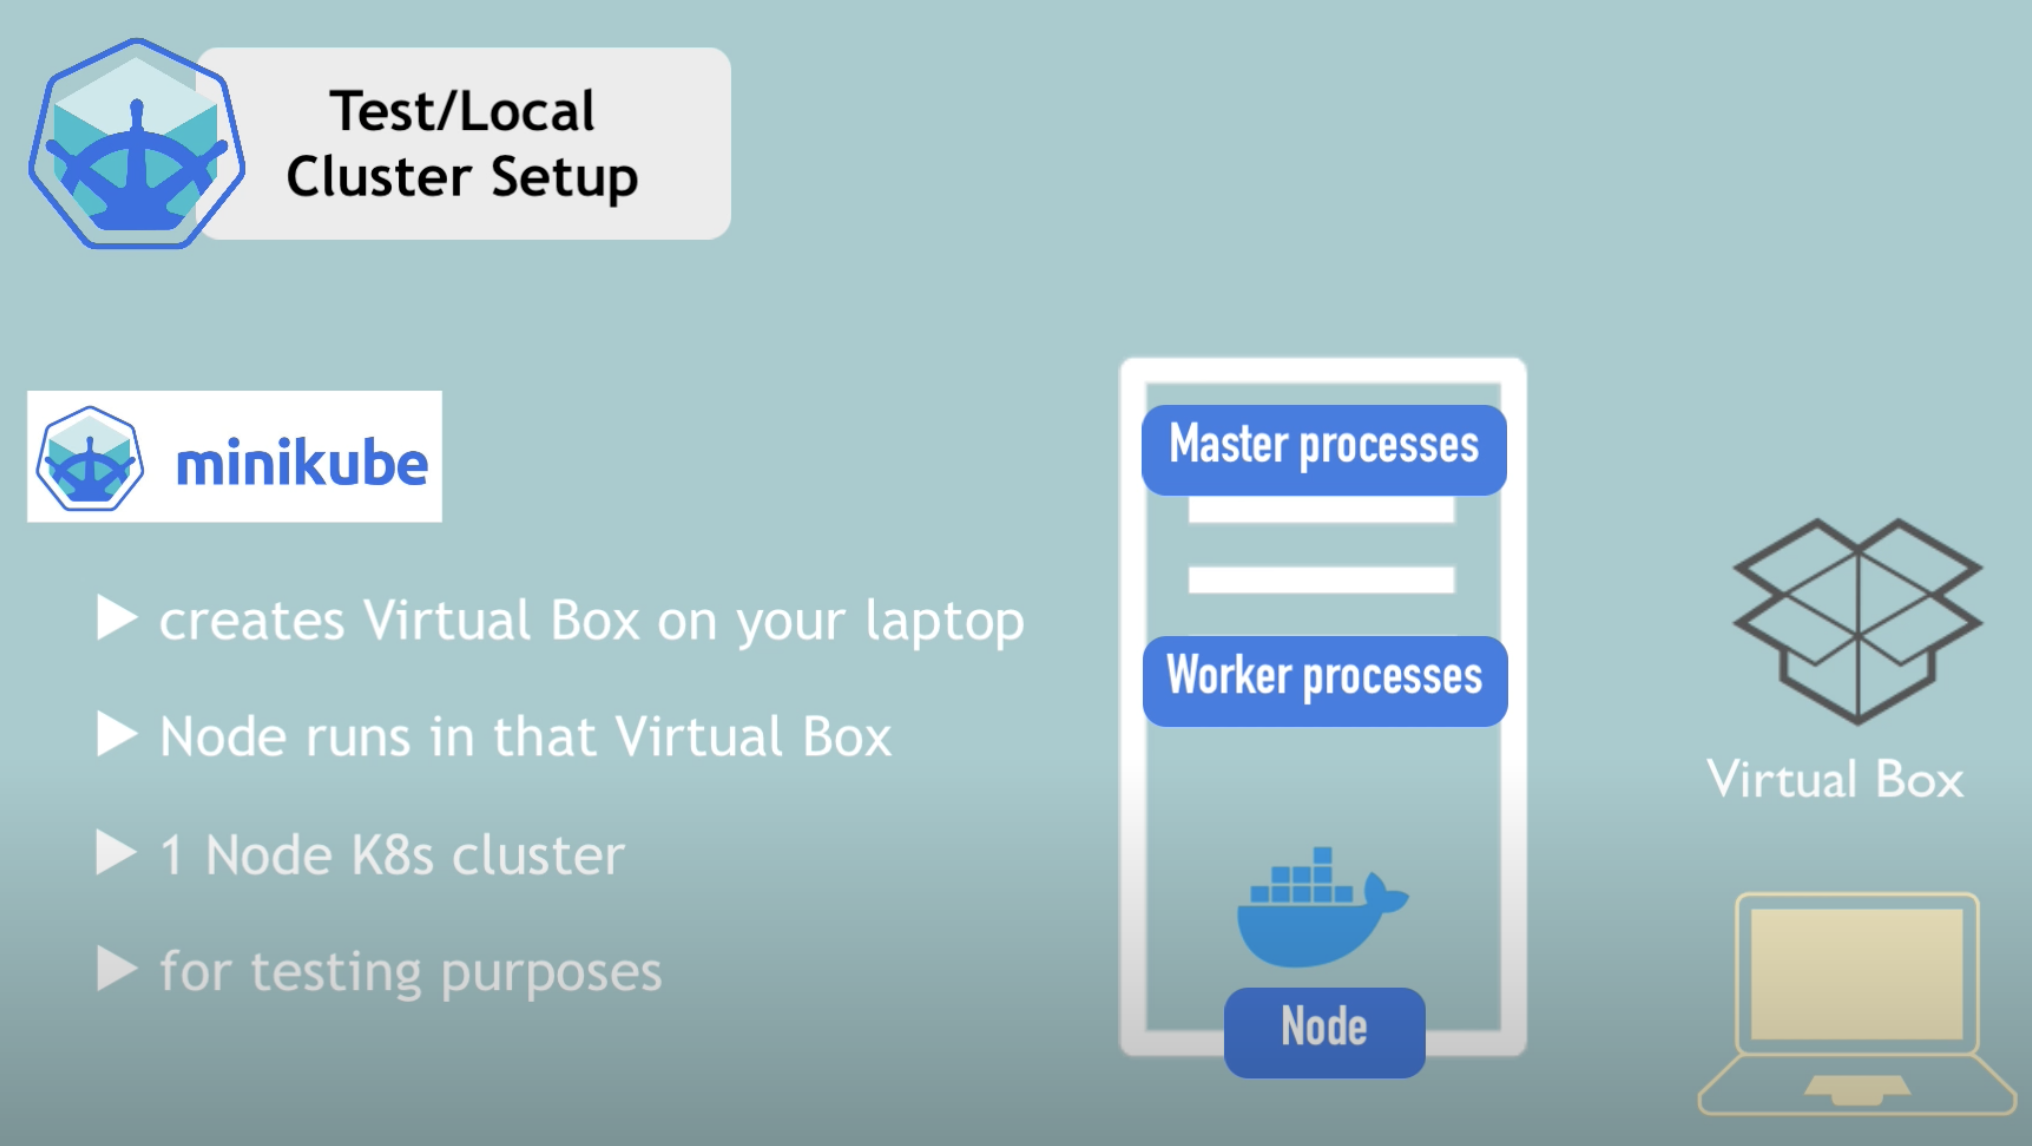 Test/Local
Cluster Setup
minikube
creates Virtual Box on your laptop
Node runs in that Virtual Box
1 Node K8s cluster
for testing purposes
Master processes
Worker processes
Node
Virtual Box